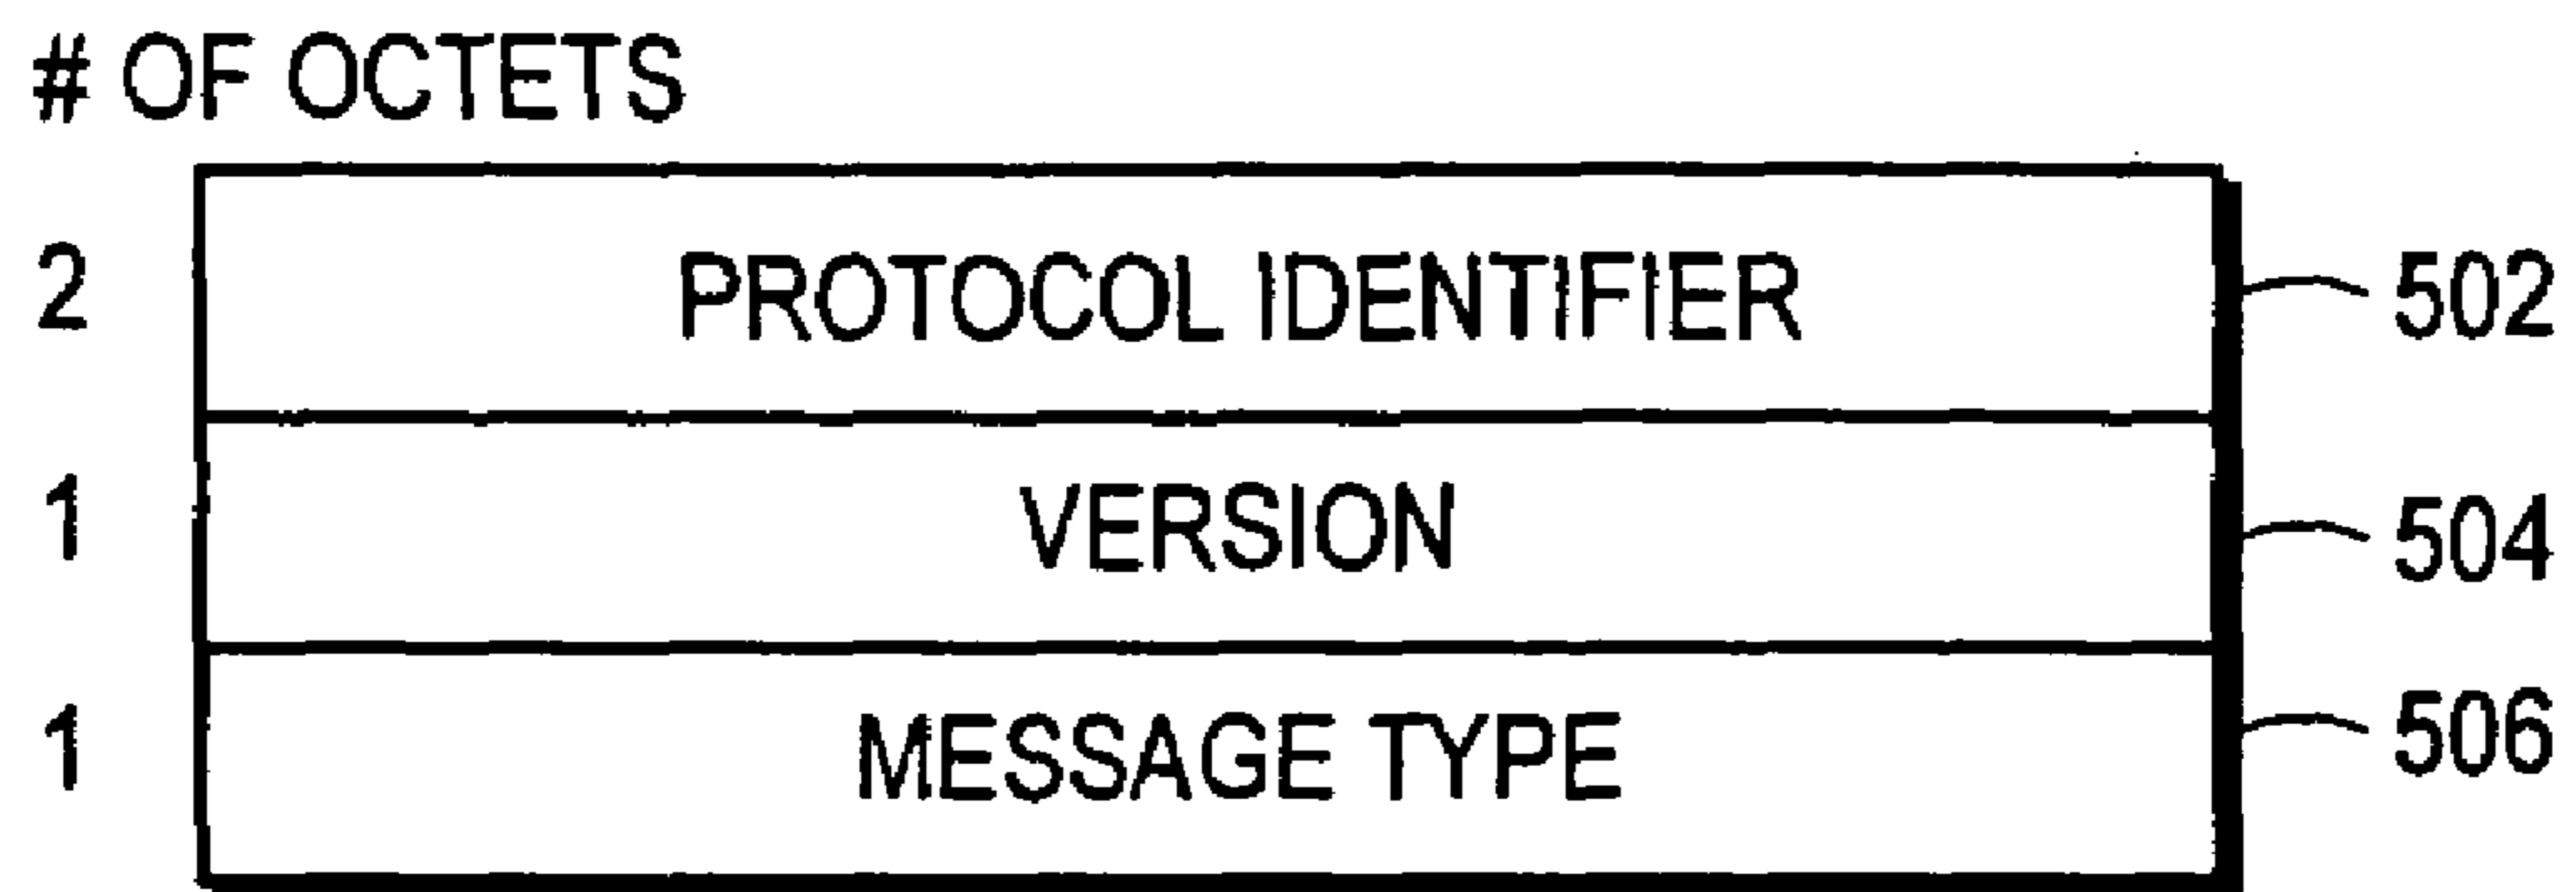 # OF OCTETS
2 PROTOCOL IDENTIFIER 502
1 VERSION 504
1 MESSAGE TYPE 506